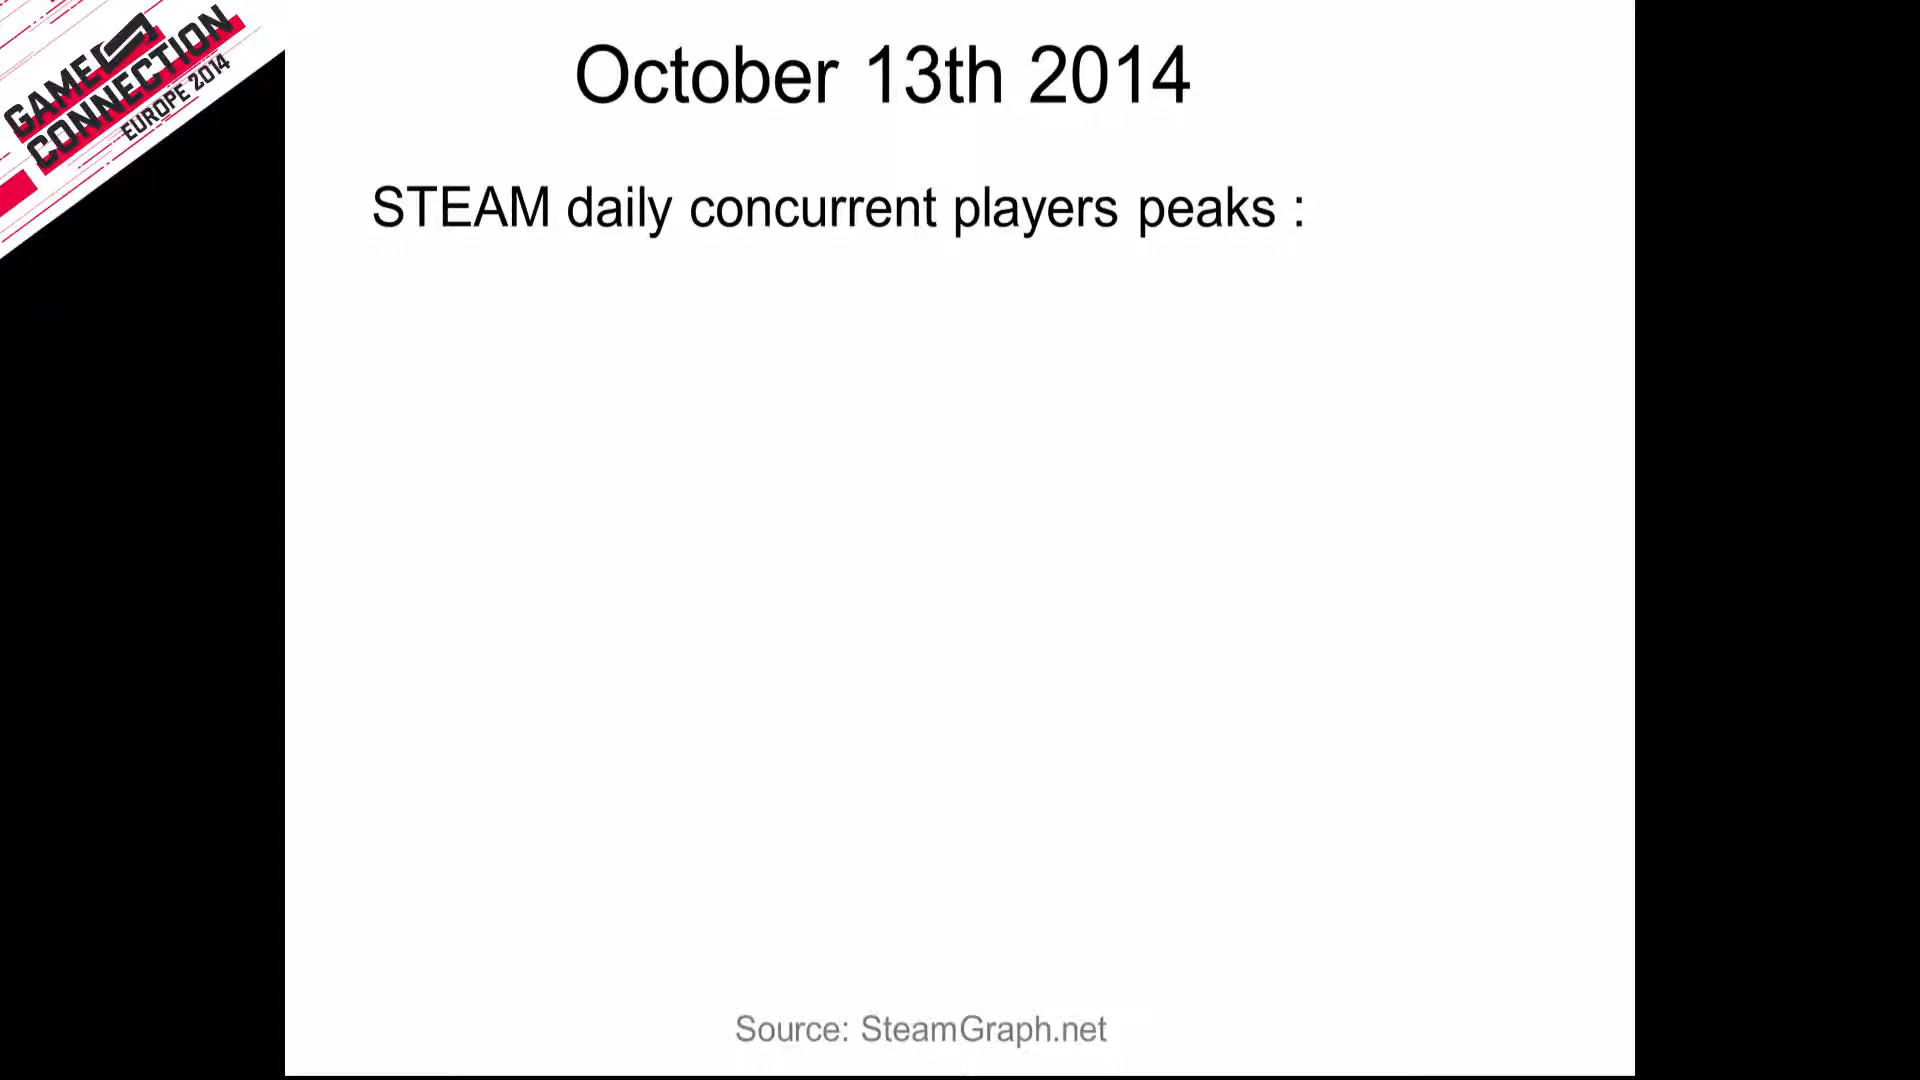 GAME
CONNECTION
EUROPE 2014
October 13th 2014
STEAM daily concurrent players peaks :
Source: SteamGraph.net